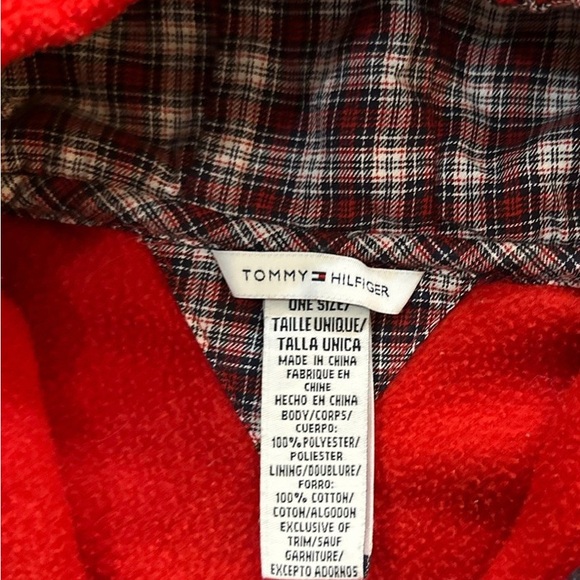 TOMMY HILFIGER
ONE SIZE/
TAILLE UNIQUE/
TALLA UNICA
MADE IN CHINA
FABRIQUE EN
CHINE
HECHO EN CHINA
BODY/CORPS/
CUERPO:
100% POLYESTER/
POLIESTER
LINING/DOUBLURE/
FORRO:
100% COTTON/
COTON/ALGODON
EXCLUSIVE OF
TRIM/SAUF
GARNITURE/
EXCEPTO ADORNOS